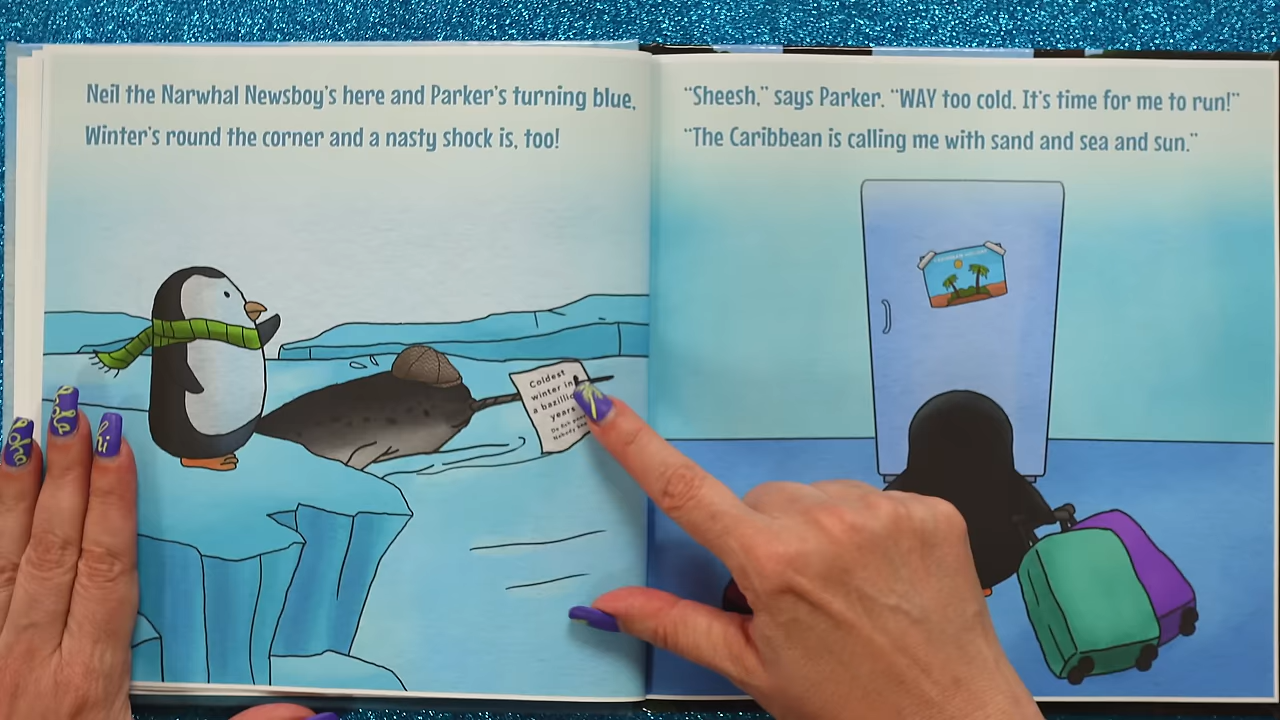 Neil the Narwhal Newsboy's here and Parker's turning blue,
Winter's round the corner and a nasty shock is, too!
Coldest
winter in
a bazillion
years
"Sheesh," says Parker. "WAY too cold. It's time for me to run!"
"The Caribbean is calling me with sand and sea and sun."
hi